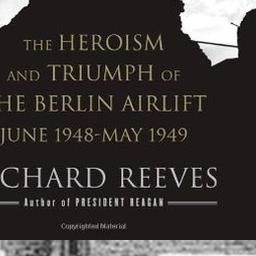 THE HEROISM
AND TRIUMPH OF
HE BERLIN AIRLIFT
JUNE 1948-MAY 1949
CHARD REEVES
Author of PRESIDENT REAGAN
Copyrighted Material